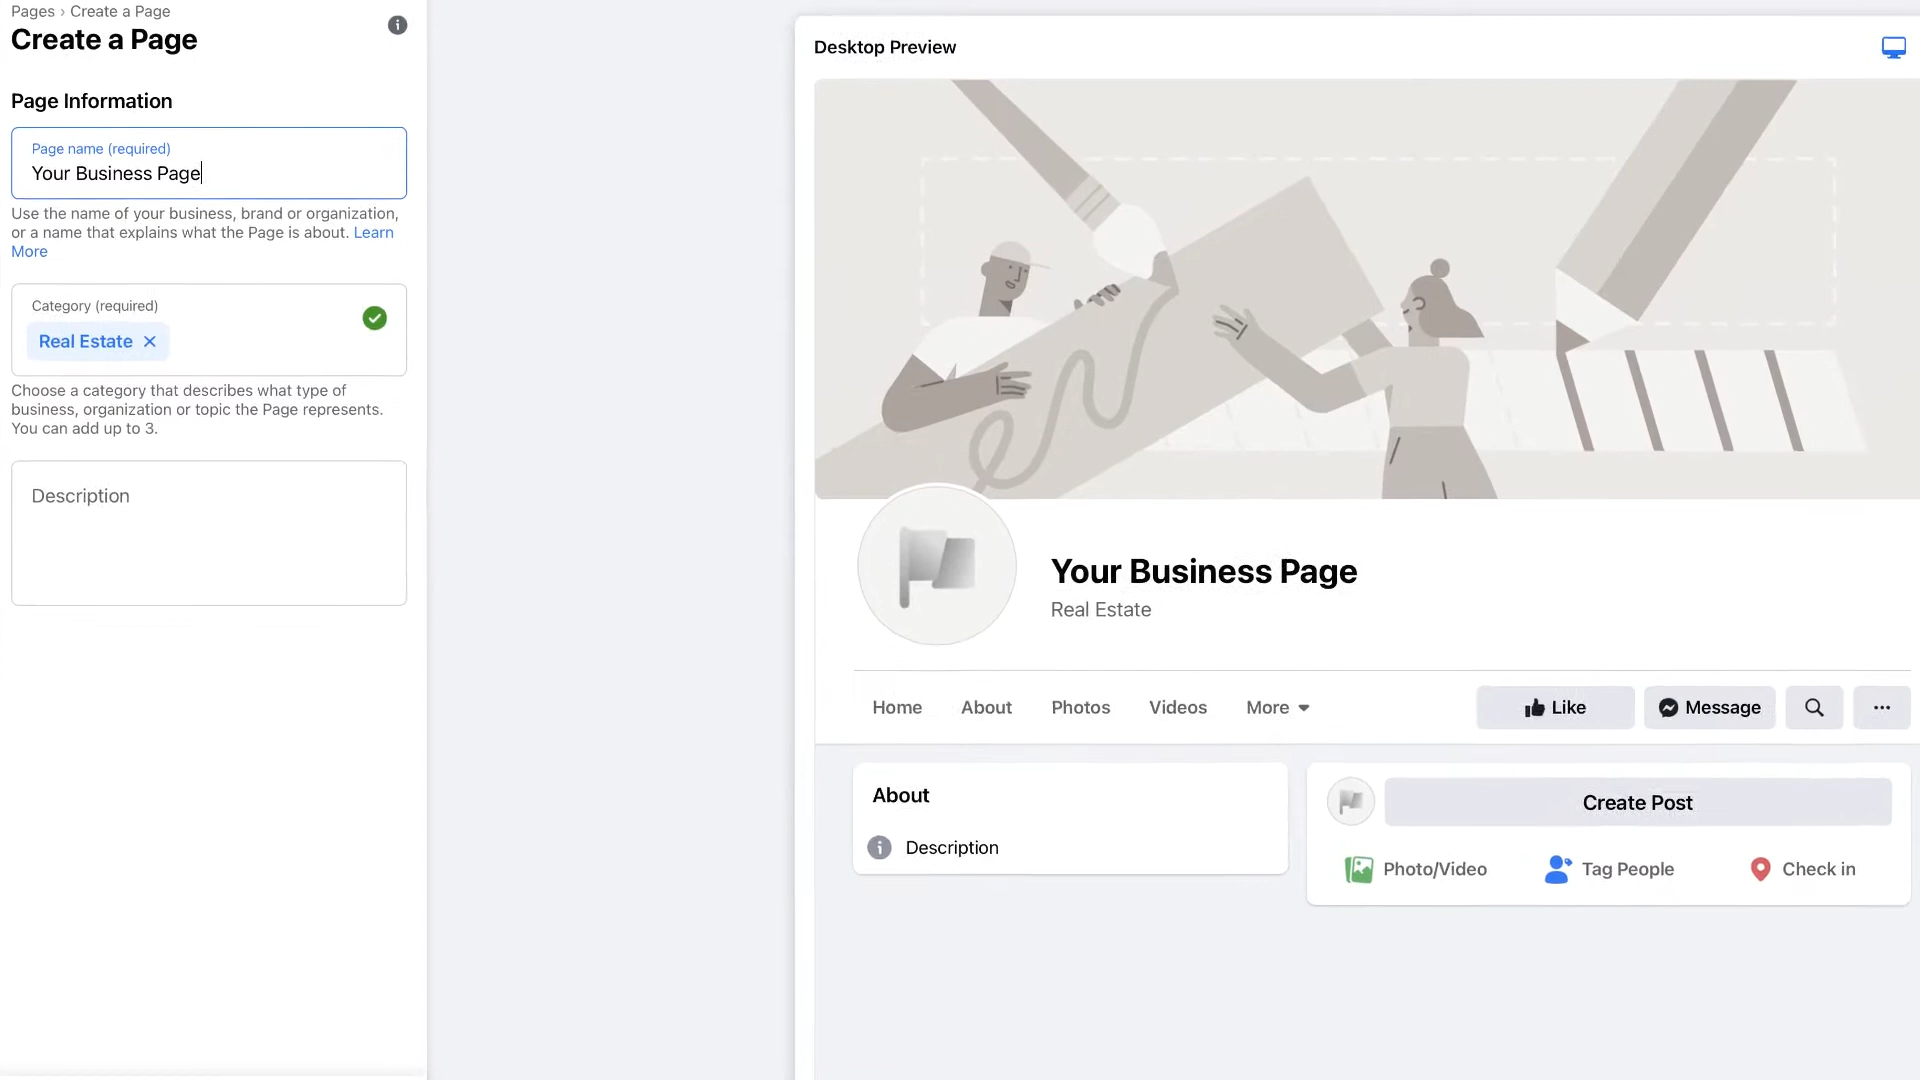 Pages › Create a Page
Create a Page
Page Information
Page name (required)
Your Business Page
Use the name of your business, brand or organization,
or a name that explains what the Page is about. Learn
More
Category (required)
Real Estate
Choose a category that describes what type of
business, organization or topic the Page represents.
You can add up to 3.
Description
Desktop Preview
Your Business Page
Real Estate
Home About Photos Videos More
Like Message
About
Description
Create Post
Photo/Video Tag People Check in